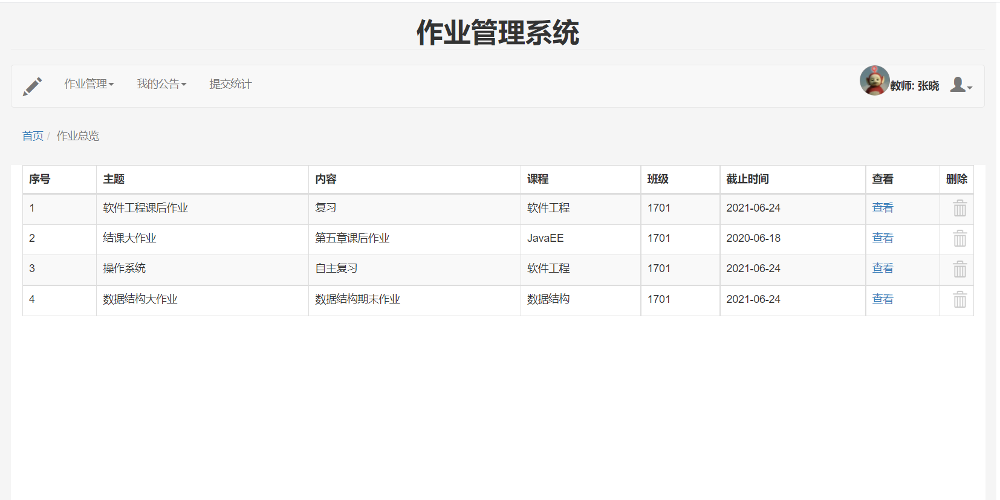 作业管理系统
作业管理 我的公告 提交统计 教师: 张晓
首页 / 作业总览
序号 主题 内容 课程 班级 截止时间 查看 删除
1 软件工程课后作业 复习 软件工程 1701 2021-06-24 查看
2 结课大作业 第五章课后作业 JavaEE 1701 2020-06-18 查看
3 操作系统 自主复习 软件工程 1701 2021-06-24 查看
4 数据结构大作业 数据结构期末作业 数据结构 1701 2021-06-24 查看